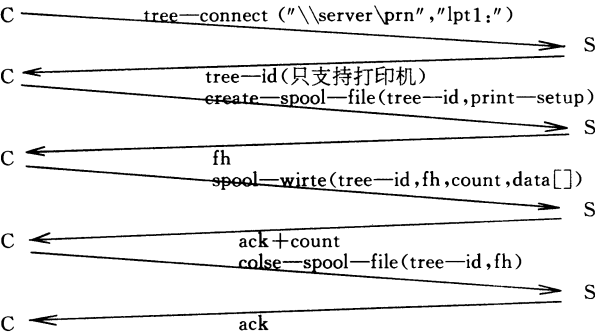 C tree—connect ("\\server\prn","lpt1:")
S
C tree—id(只支持打印机)
create—spool—file(tree—id,print—setup)
S
C fh
spool—wirte(tree—id,fh,count,data[])
S
C ack+count
colse—spool—file(tree—id,fh)
S
C ack